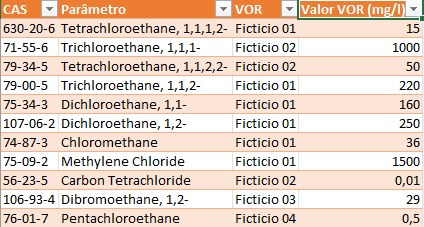 CAS Parâmetro VOR Valor VOR (mg/l)
630-20-6 Tetrachloroethane, 1,1,1,2- Ficticio 01 15
71-55-6 Trichloroethane, 1,1,1- Ficticio 02 1000
79-34-5 Tetrachloroethane, 1,1,2,2- Ficticio 02 50
79-00-5 Trichloroethane, 1,1,2- Ficticio 01 220
75-34-3 Dichloroethane, 1,1- Ficticio 01 160
107-06-2 Dichloroethane, 1,2- Ficticio 01 250
74-87-3 Chloromethane Ficticio 01 36
75-09-2 Methylene Chloride Ficticio 01 1500
56-23-5 Carbon Tetrachloride Ficticio 02 0,01
106-93-4 Dibromoethane, 1,2- Ficticio 03 29
76-01-7 Pentachloroethane Ficticio 04 0,5